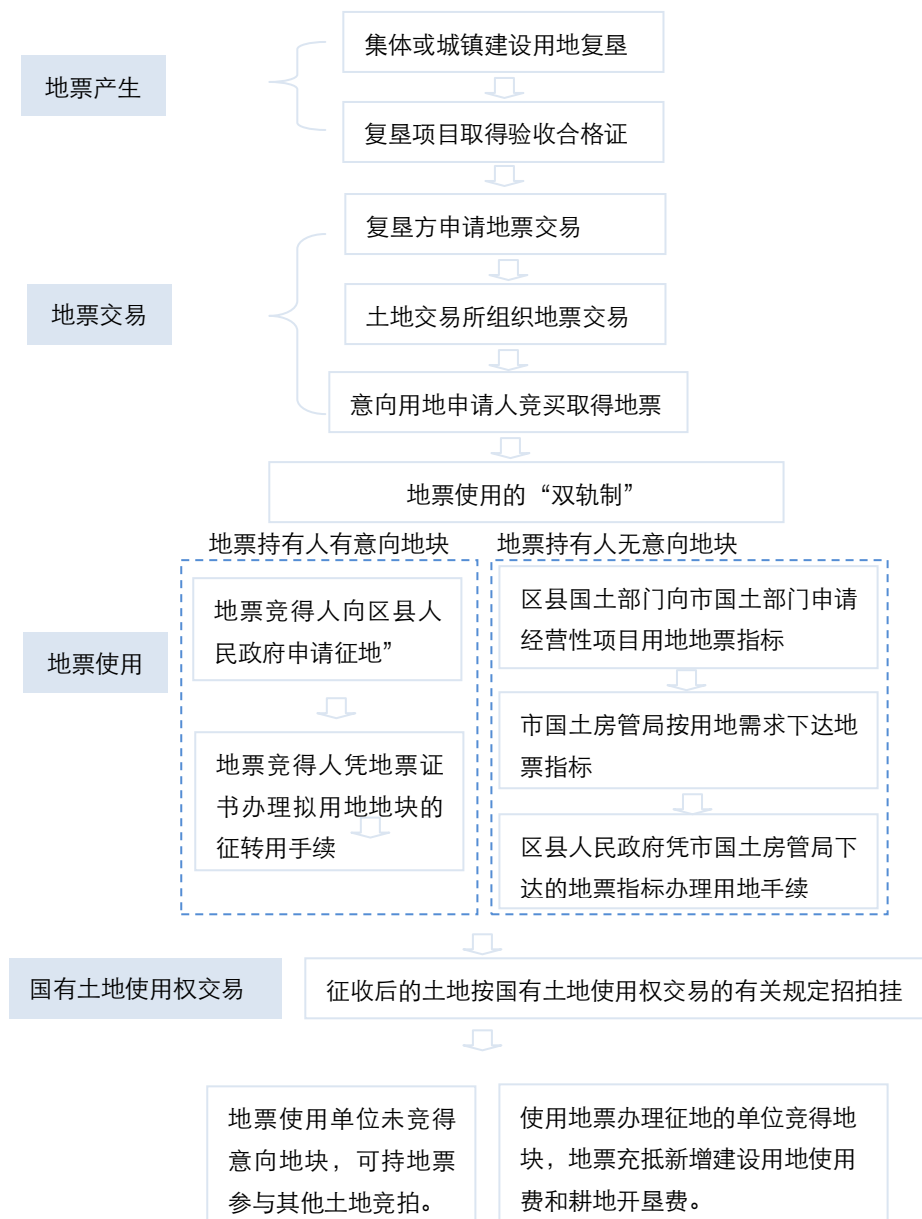 集体或城镇建设用地复垦
地票产生
复垦项目取得验收合格证
复垦方申请地票交易
地票交易
土地交易所组织地票交易
意向用地申请人竞买取得地票
地票使用的“双轨制”
地票持有人有意向地块
地票持有人无意向地块
地票使用
地票竞得人向区县人
民政府申请征地”
地票竞得人凭地票证
书办理拟用地地块的
征转用手续
区县国土部门向市国土部门申请
经营性项目用地地票指标
市国土房管局按用地需求下达地
票指标
区县人民政府凭市国土房管局下
达的地票指标办理用地手续
国有土地使用权交易
征收后的土地按国有土地使用权交易的有关规定招拍挂
地票使用单位未竞得
意向地块，可持地票
参与其他土地竞拍。
使用地票办理征地的单位竞得地
块，地票充抵新增建设用地使用
费和耕地开垦费。